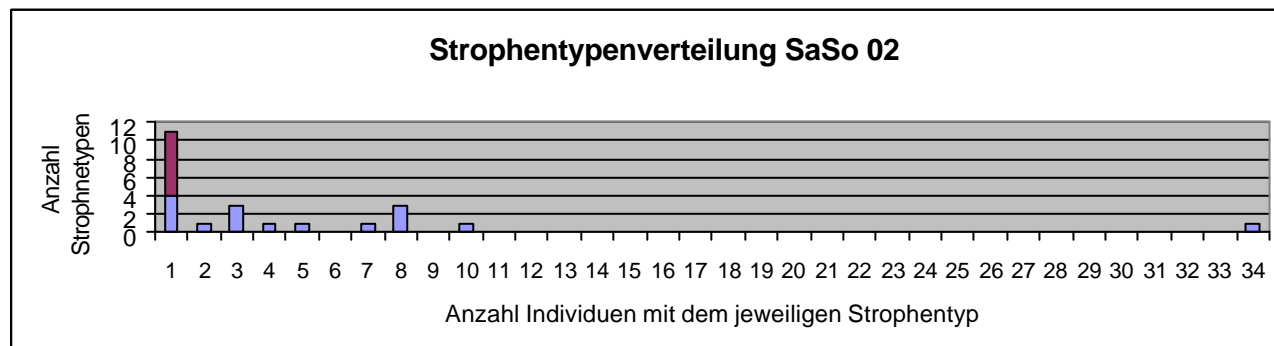 Strophentypenverteilung SaSo 02
Anzahl
Strophnetypen
12
10
8
6
4
2
0
1 2 3 4 5 6 7 8 9 10 11 12 13 14 15 16 17 18 19 20 21 22 23 24 25 26 27 28 29 30 31 32 33 34
Anzahl Individuen mit dem jeweiligen Strophentyp